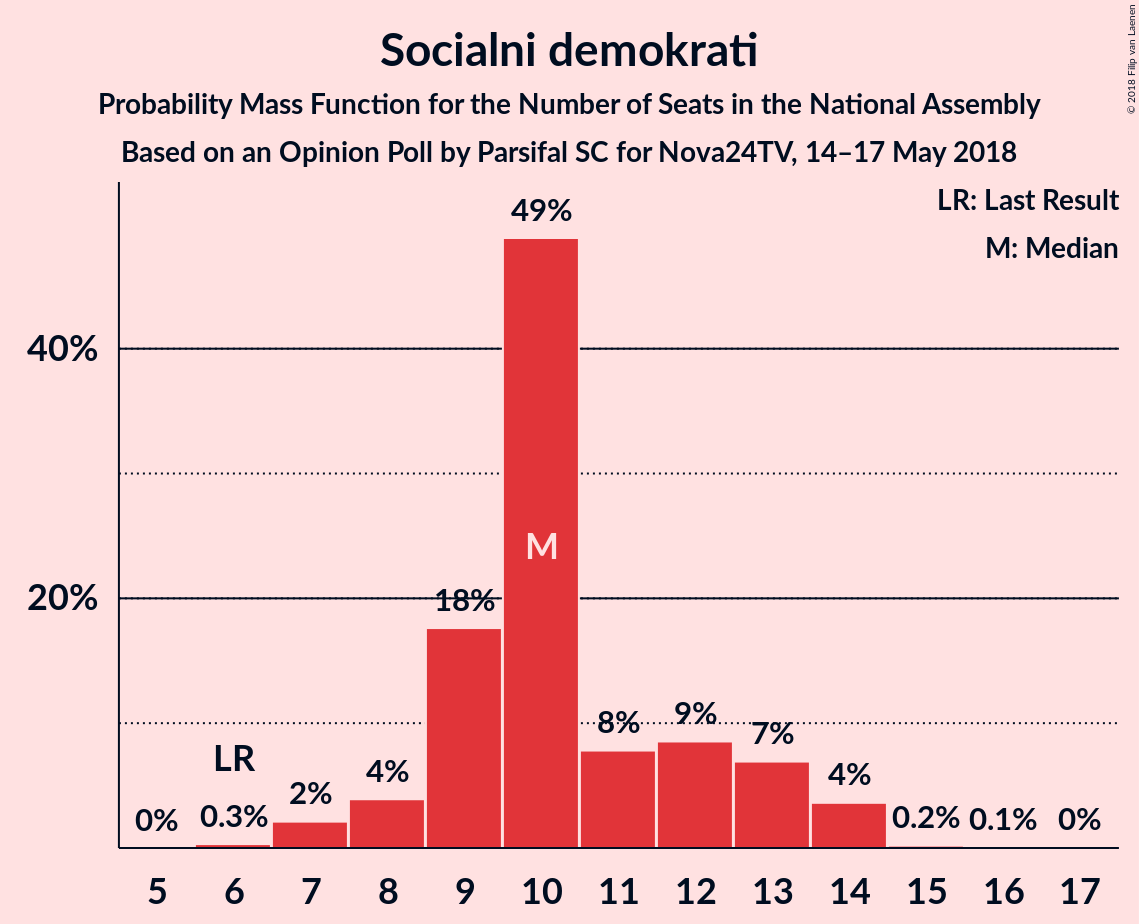 Socialni demokrati
Probability Mass Function for the Number of Seats in the National Assembly
Based on an Opinion Poll by Parsifal SC for Nova24TV, 14–17 May 2018
© 2018 Filip van Laenen
LR: Last Result
M: Median
49%
40%
M
20%
18%
8%
9%
7%
LR
0%
0.3%
2%
4%
4%
0.2%
0.1%
0%
5 6 7 8 9 10 11 12 13 14 15 16 17